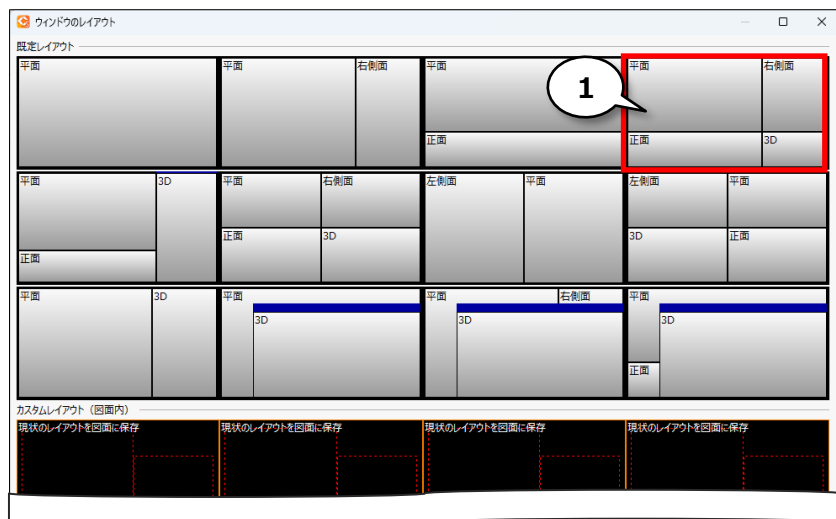 ウィンドウのレイアウト
既定レイアウト
平面
平面 右側面
平面 正面
1
平面 右側面 正面 3D
平面 3D 正面
平面 右側面 正面 3D
左側面 平面
左側面 平面 3D 正面
平面 3D
平面 3D
平面 右側面 3D
平面 3D 正面
カスタムレイアウト（図面内）
現状のレイアウトを図面に保存
現状のレイアウトを図面に保存
現状のレイアウトを図面に保存
現状のレイアウトを図面に保存